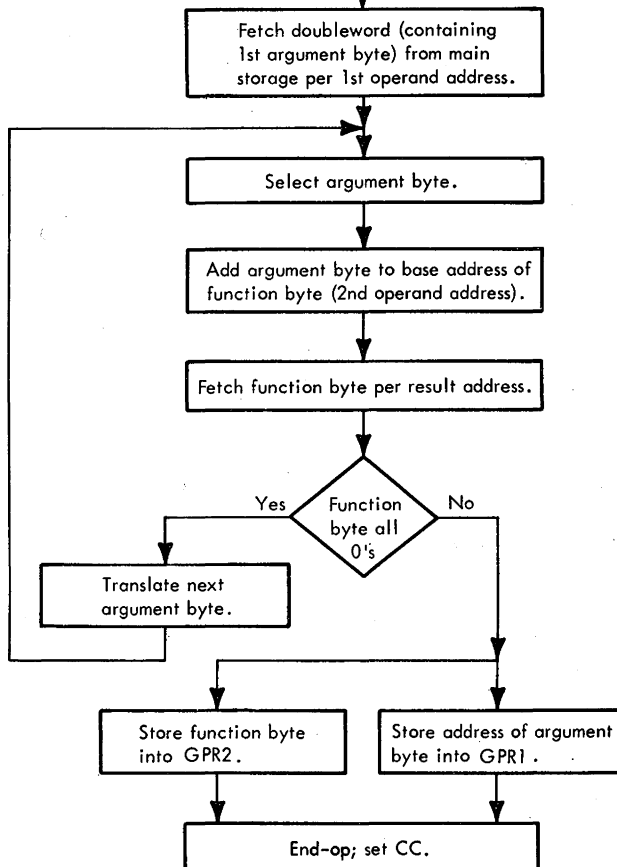 Fetch doubleword (containing
1st argument byte) from main
storage per 1st operand address.
Select argument byte.
Add argument byte to base address of
function byte (2nd operand address).
Fetch function byte per result address.
Yes
Function
byte all
0's
No
Translate next
argument byte.
Store function byte
into GPR2.
Store address of argument
byte into GPR1.
End-op; set CC.